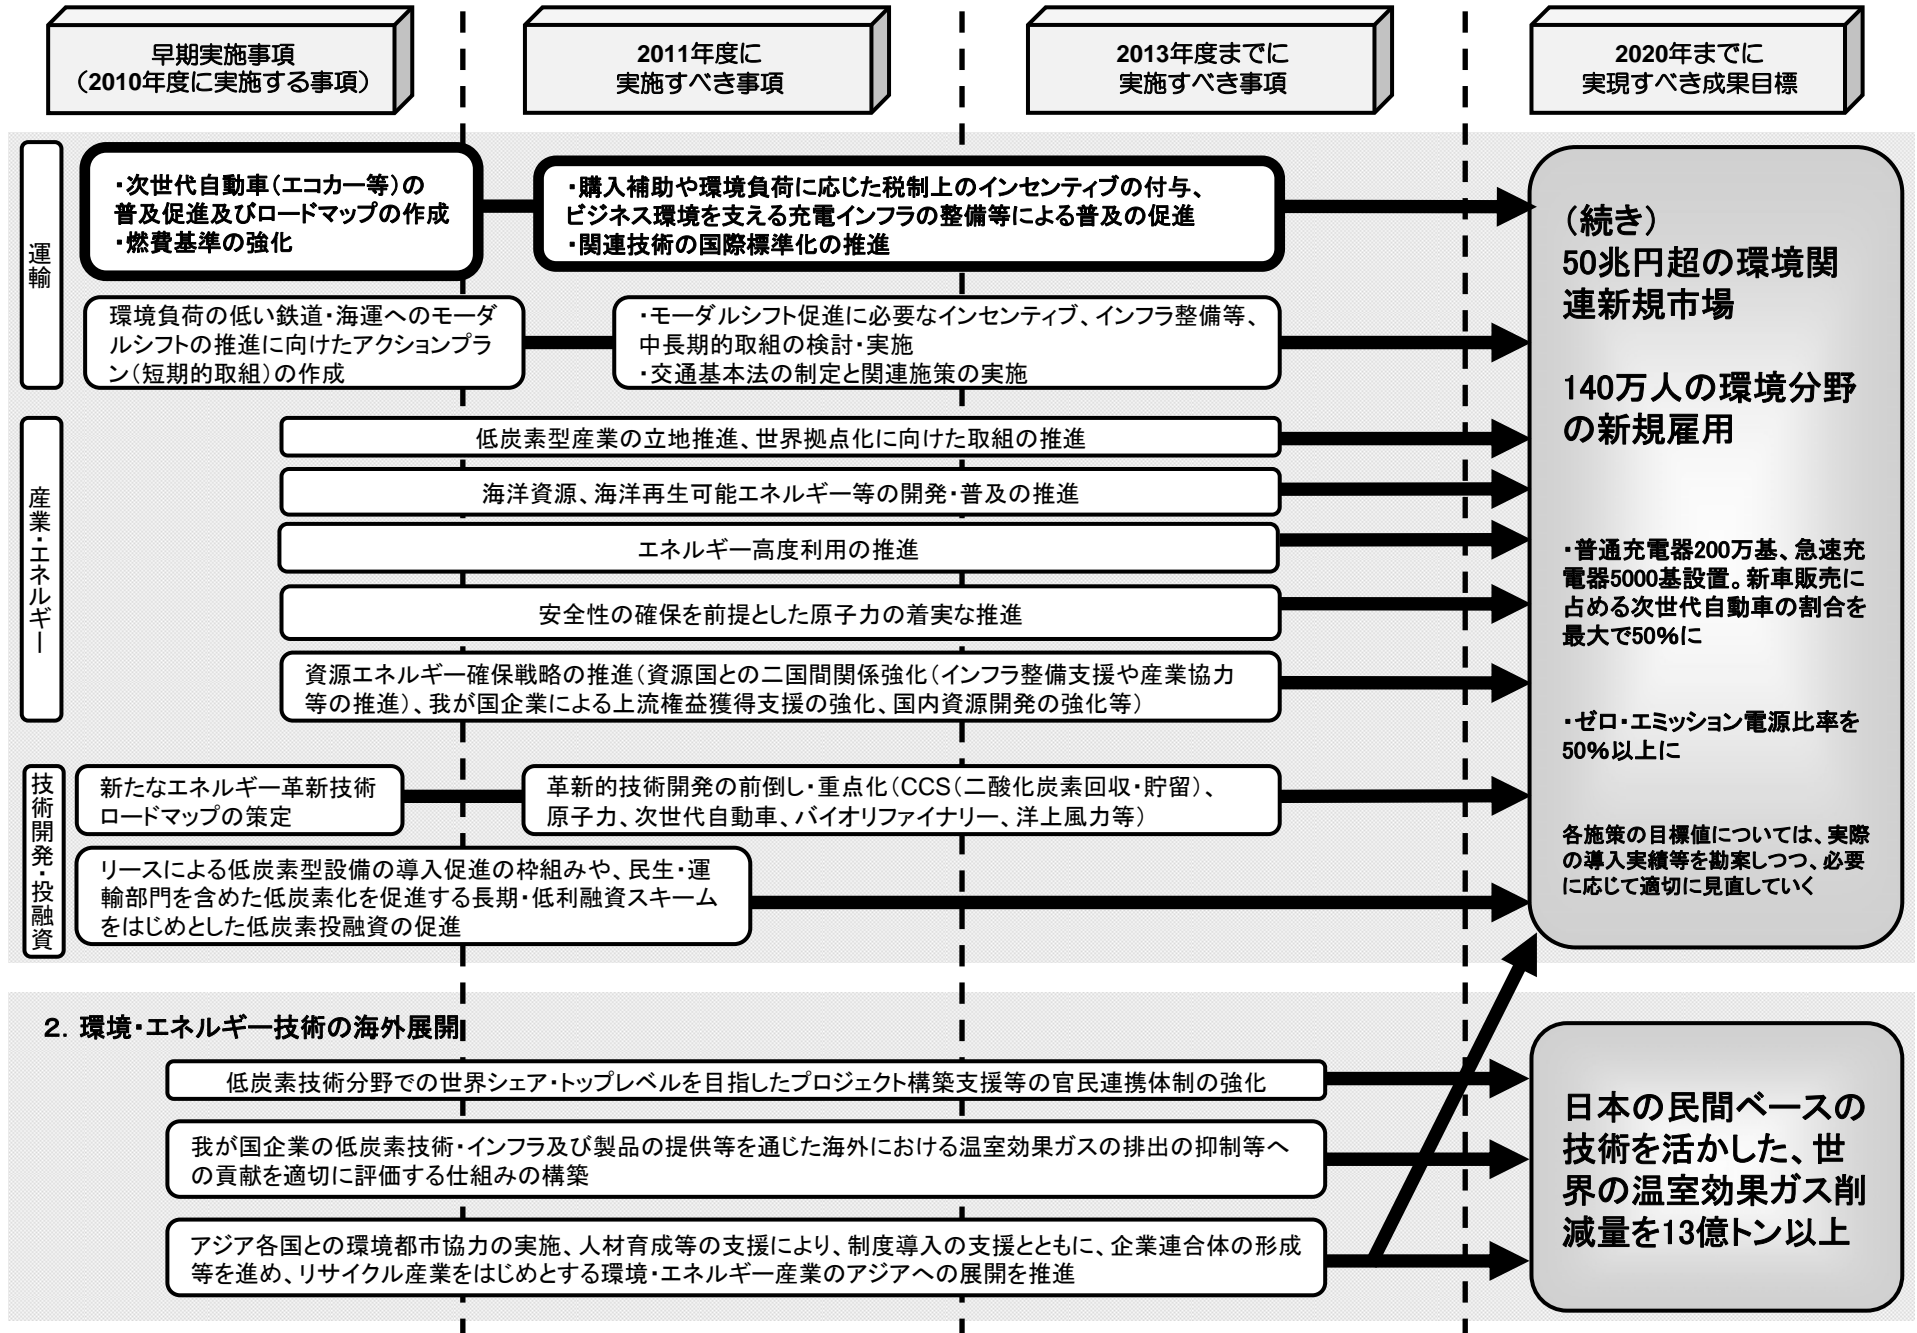 早期実施事項
（2010年度に実施する事項）
2011年度に
実施すべき事項
2013年度までに
実施すべき事項
2020年までに
実現すべき成果目標
運輸
・次世代自動車（エコカー等）の
普及促進及びロードマップの作成
・燃費基準の強化
・購入補助や環境負荷に応じた税制上のインセンティブの付与、
ビジネス環境を支える充電インフラの整備等による普及の促進
・関連技術の国際標準化の推進
環境負荷の低い鉄道・海運へのモーダ
ルシフトの推進に向けたアクションプラ
ン（短期的取組）の作成
・モーダルシフト促進に必要なインセンティブ、インフラ整備等、
中長期的取組の検討・実施
・交通基本法の制定と関連施策の実施
産業・エネルギー
低炭素型産業の立地推進、世界拠点化に向けた取組の推進
海洋資源、海洋再生可能エネルギー等の開発・普及の推進
エネルギー高度利用の推進
安全性の確保を前提とした原子力の着実な推進
資源エネルギー確保戦略の推進（資源国との二国間関係強化（インフラ整備支援や産業協力
等の推進）、我が国企業による上流権益獲得支援の強化、国内資源開発の強化等）
技術開発・投融資
新たなエネルギー革新技術
ロードマップの策定
革新的技術開発の前倒し・重点化（CCS（二酸化炭素回収・貯留）、
原子力、次世代自動車、バイオリファイナリー、洋上風力等）
リースによる低炭素型設備の導入促進の枠組みや、民生・運
輸部門を含めた低炭素化を促進する長期・低利融資スキーム
をはじめとした低炭素投融資の促進
（続き）
50兆円超の環境関
連新規市場
140万人の環境分野
の新規雇用
・普通充電器200万基、急速充
電器5000基設置。新車販売に
占める次世代自動車の割合を
最大で50％に
・ゼロ・エミッション電源比率を
50％以上に
各施策の目標値については、実際
の導入実績等を勘案しつつ、必要
に応じて適切に見直していく
２．環境・エネルギー技術の海外展開
低炭素技術分野での世界シェア・トップレベルを目指したプロジェクト構築支援等の官民連携体制の強化
我が国企業の低炭素技術・インフラ及び製品の提供等を通じた海外における温室効果ガスの排出の抑制等へ
の貢献を適切に評価する仕組みの構築
アジア各国との環境都市協力の実施、人材育成等の支援により、制度導入の支援とともに、企業連合体の形成
等を進め、リサイクル産業をはじめとする環境・エネルギー産業のアジアへの展開を推進
日本の民間ベースの
技術を活かした、世
界の温室効果ガス削
減量を13億トン以上